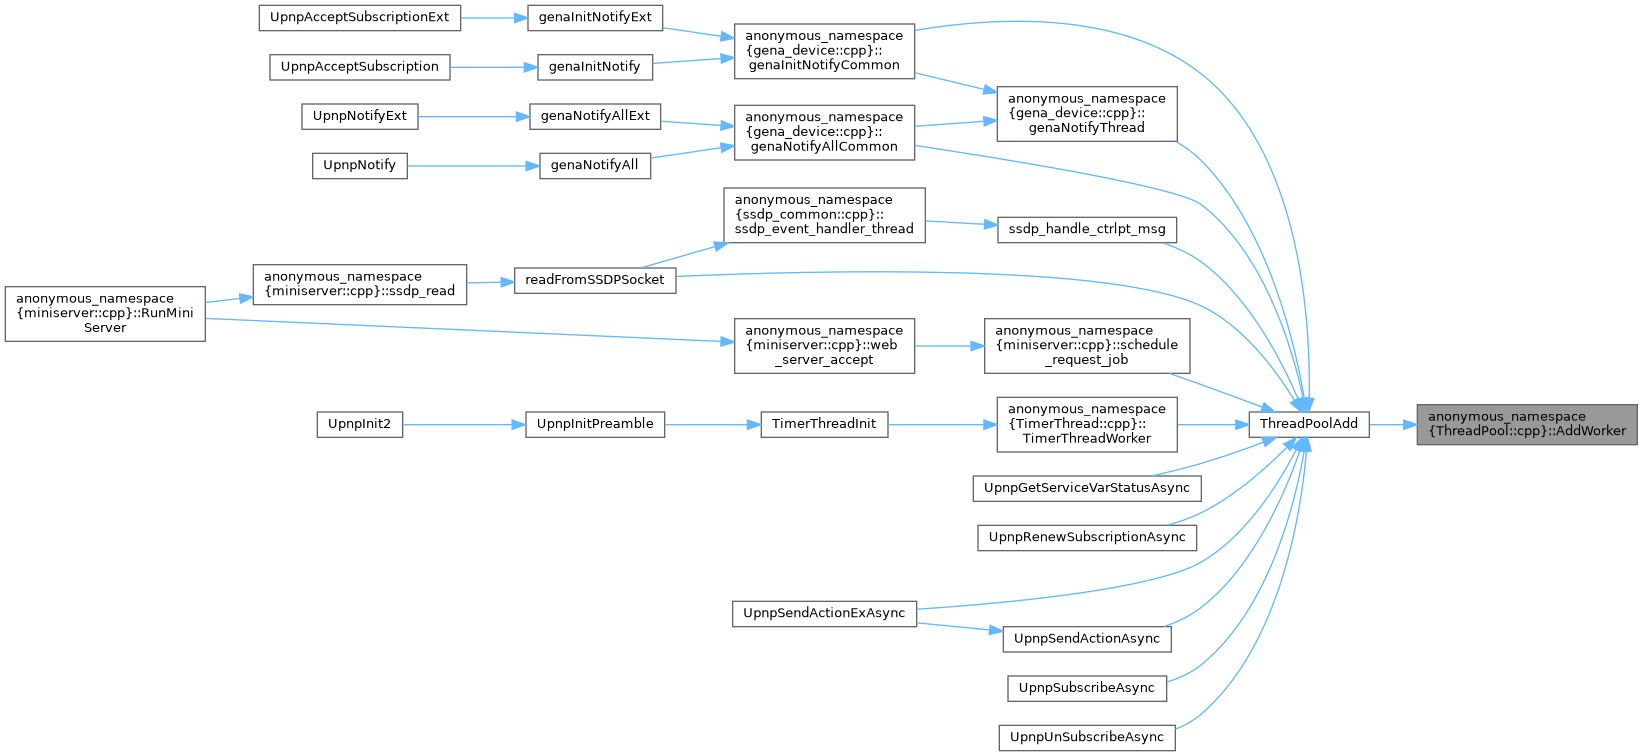 UpnpAcceptSubscriptionExt
genaInitNotifyExt
anonymous_namespace
{gena_device::cpp}::
genaInitNotifyCommon
UpnpAcceptSubscription
genaInitNotify
anonymous_namespace
{gena_device::cpp}::
genaNotifyThread
UpnpNotifyExt
genaNotifyAllExt
anonymous_namespace
{gena_device::cpp}::
genaNotifyAllCommon
UpnpNotify
genaNotifyAll
anonymous_namespace
{ssdp_common::cpp}::
ssdp_event_handler_thread
ssdp_handle_ctrlpt_msg
anonymous_namespace
{miniserver::cpp}::ssdp_read
readFromSSDPSocket
anonymous_namespace
{miniserver::cpp}::RunMini
Server
anonymous_namespace
{miniserver::cpp}::web
_server_accept
anonymous_namespace
{miniserver::cpp}::schedule
_request_job
UpnpInit2
UpnpInitPreamble
TimerThreadInit
anonymous_namespace
{TimerThread::cpp}::
TimerThreadWorker
ThreadPoolAdd
anonymous_namespace
{ThreadPool::cpp}::AddWorker
UpnpGetServiceVarStatusAsync
UpnpRenewSubscriptionAsync
UpnpSendActionExAsync
UpnpSendActionAsync
UpnpSubscribeAsync
UpnpUnSubscribeAsync